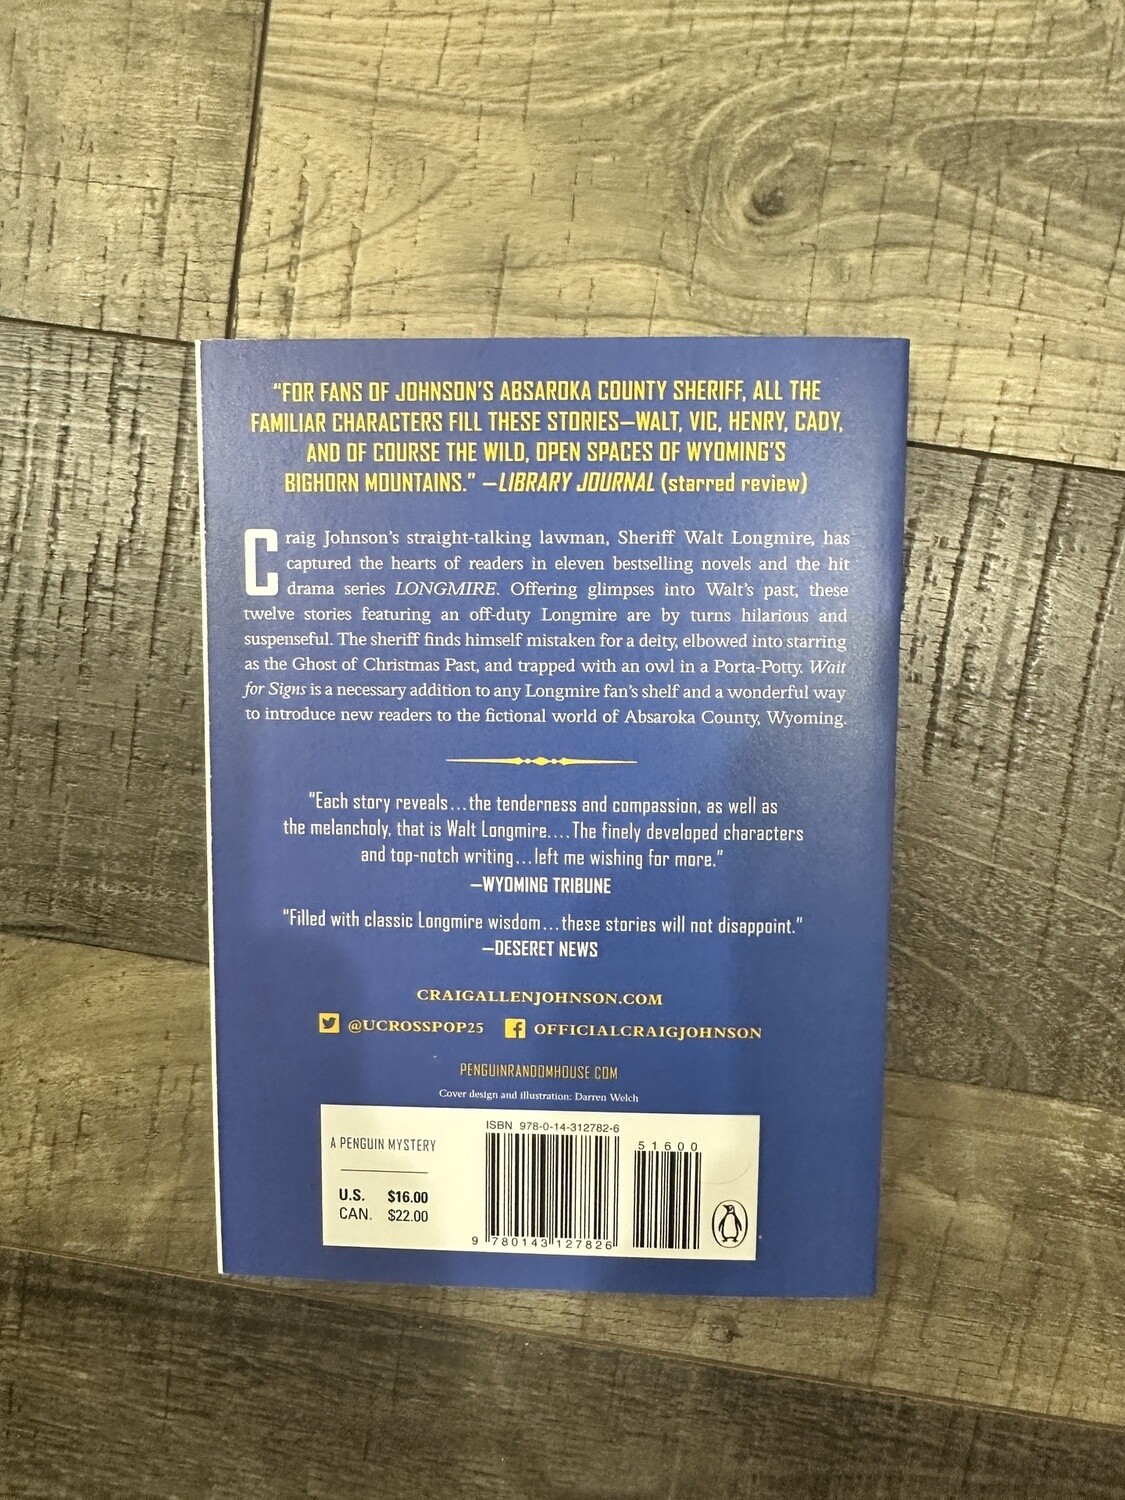 "FOR FANS OF JOHNSON'S ABSAROKA COUNTY SHERIFF, ALL THE
FAMILIAR CHARACTERS FILL THESE STORIES—WALT, VIC, HENRY, CADY,
AND OF COURSE THE WILD, OPEN SPACES OF WYOMING'S
BIGHORN MOUNTAINS." —LIBRARY JOURNAL (starred review)
Craig Johnson's straight-talking lawman, Sheriff Walt Longmire, has
captured the hearts of readers in eleven bestselling novels and the hit
drama series LONGMIRE. Offering glimpses into Walt's past, these
twelve stories featuring an off-duty Longmire are by turns hilarious and
suspenseful. The sheriff finds himself mistaken for a deity, elbowed into starring
as the Ghost of Christmas Past, and trapped with an owl in a Porta-Potty. Wait
for Signs is a necessary addition to any Longmire fan's shelf and a wonderful way
to introduce new readers to the fictional world of Absaroka County, Wyoming.
"Each story reveals...the tenderness and compassion, as well as
the melancholy, that is Walt Longmire....The finely developed characters
and top-notch writing...left me wishing for more."
—WYOMING TRIBUNE
"Filled with classic Longmire wisdom...these stories will not disappoint."
—DESERET NEWS
CRAIGALLENJOHNSON.COM
@UCROSSPOP25 OFFICIALCRAIGJOHNSON
PENGUINRANDOMHOUSE.COM
Cover design and illustration: Darren Welch
A PENGUIN MYSTERY
U.S. $16.00
CAN. $22.00
ISBN 978-0-14-312782-6
51600
9 780143 127826